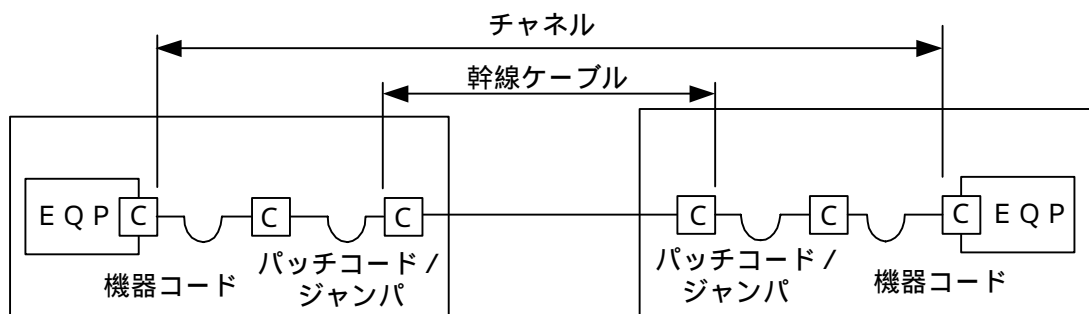 チャネル
幹線ケーブル
EQP C C C C C C EQP
機器コード
パッチコード/
ジャンパ
パッチコード/
ジャンパ
機器コード